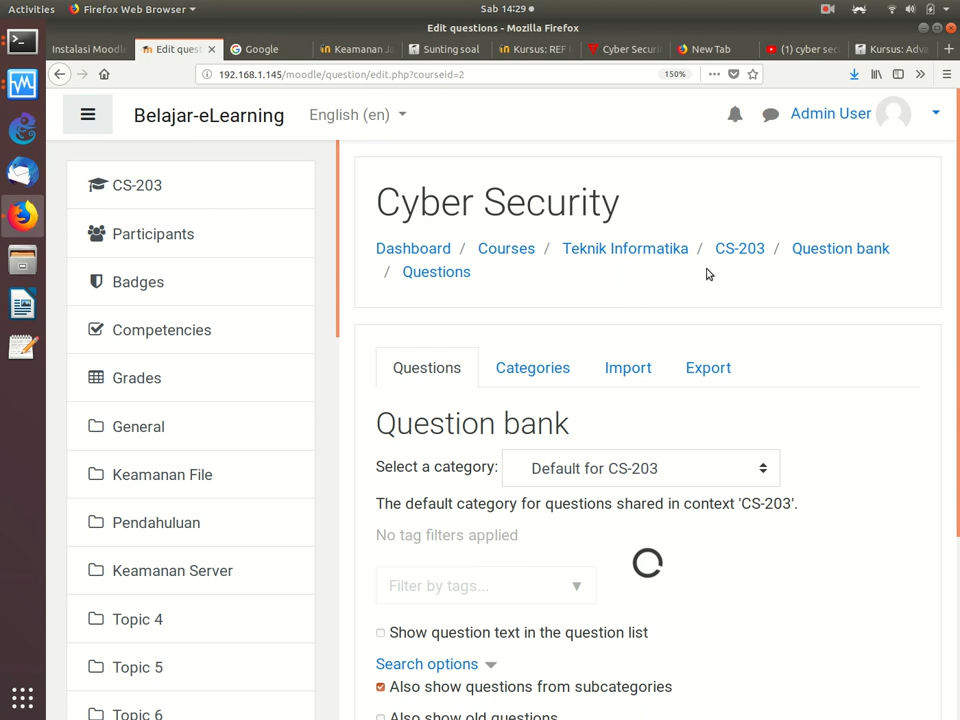 Activities
Firefox Web Browser
Sab 14:29
Edit questions - Mozilla Firefox
Instalasi Moodl
Edit quest
Google
Keamanan Ja
Sunting soal
Kursus: REF
Cyber Securi
New Tab
(1) cyber sec
Kursus: Adva
192.168.1.145/moodle/question/edit.php?courseid=2
150%
Belajar-eLearning
English (en)
Admin User
CS-203
Participants
Badges
Competencies
Grades
General
Keamanan File
Pendahuluan
Keamanan Server
Topic 4
Topic 5
Topic 6
Cyber Security
Dashboard / Courses / Teknik Informatika / CS-203 / Question bank
/ Questions
Questions
Categories
Import
Export
Question bank
Select a category: Default for CS-203
The default category for questions shared in context 'CS-203'.
No tag filters applied
Filter by tags...
Show question text in the question list
Search options
Also show questions from subcategories
Also show old questions